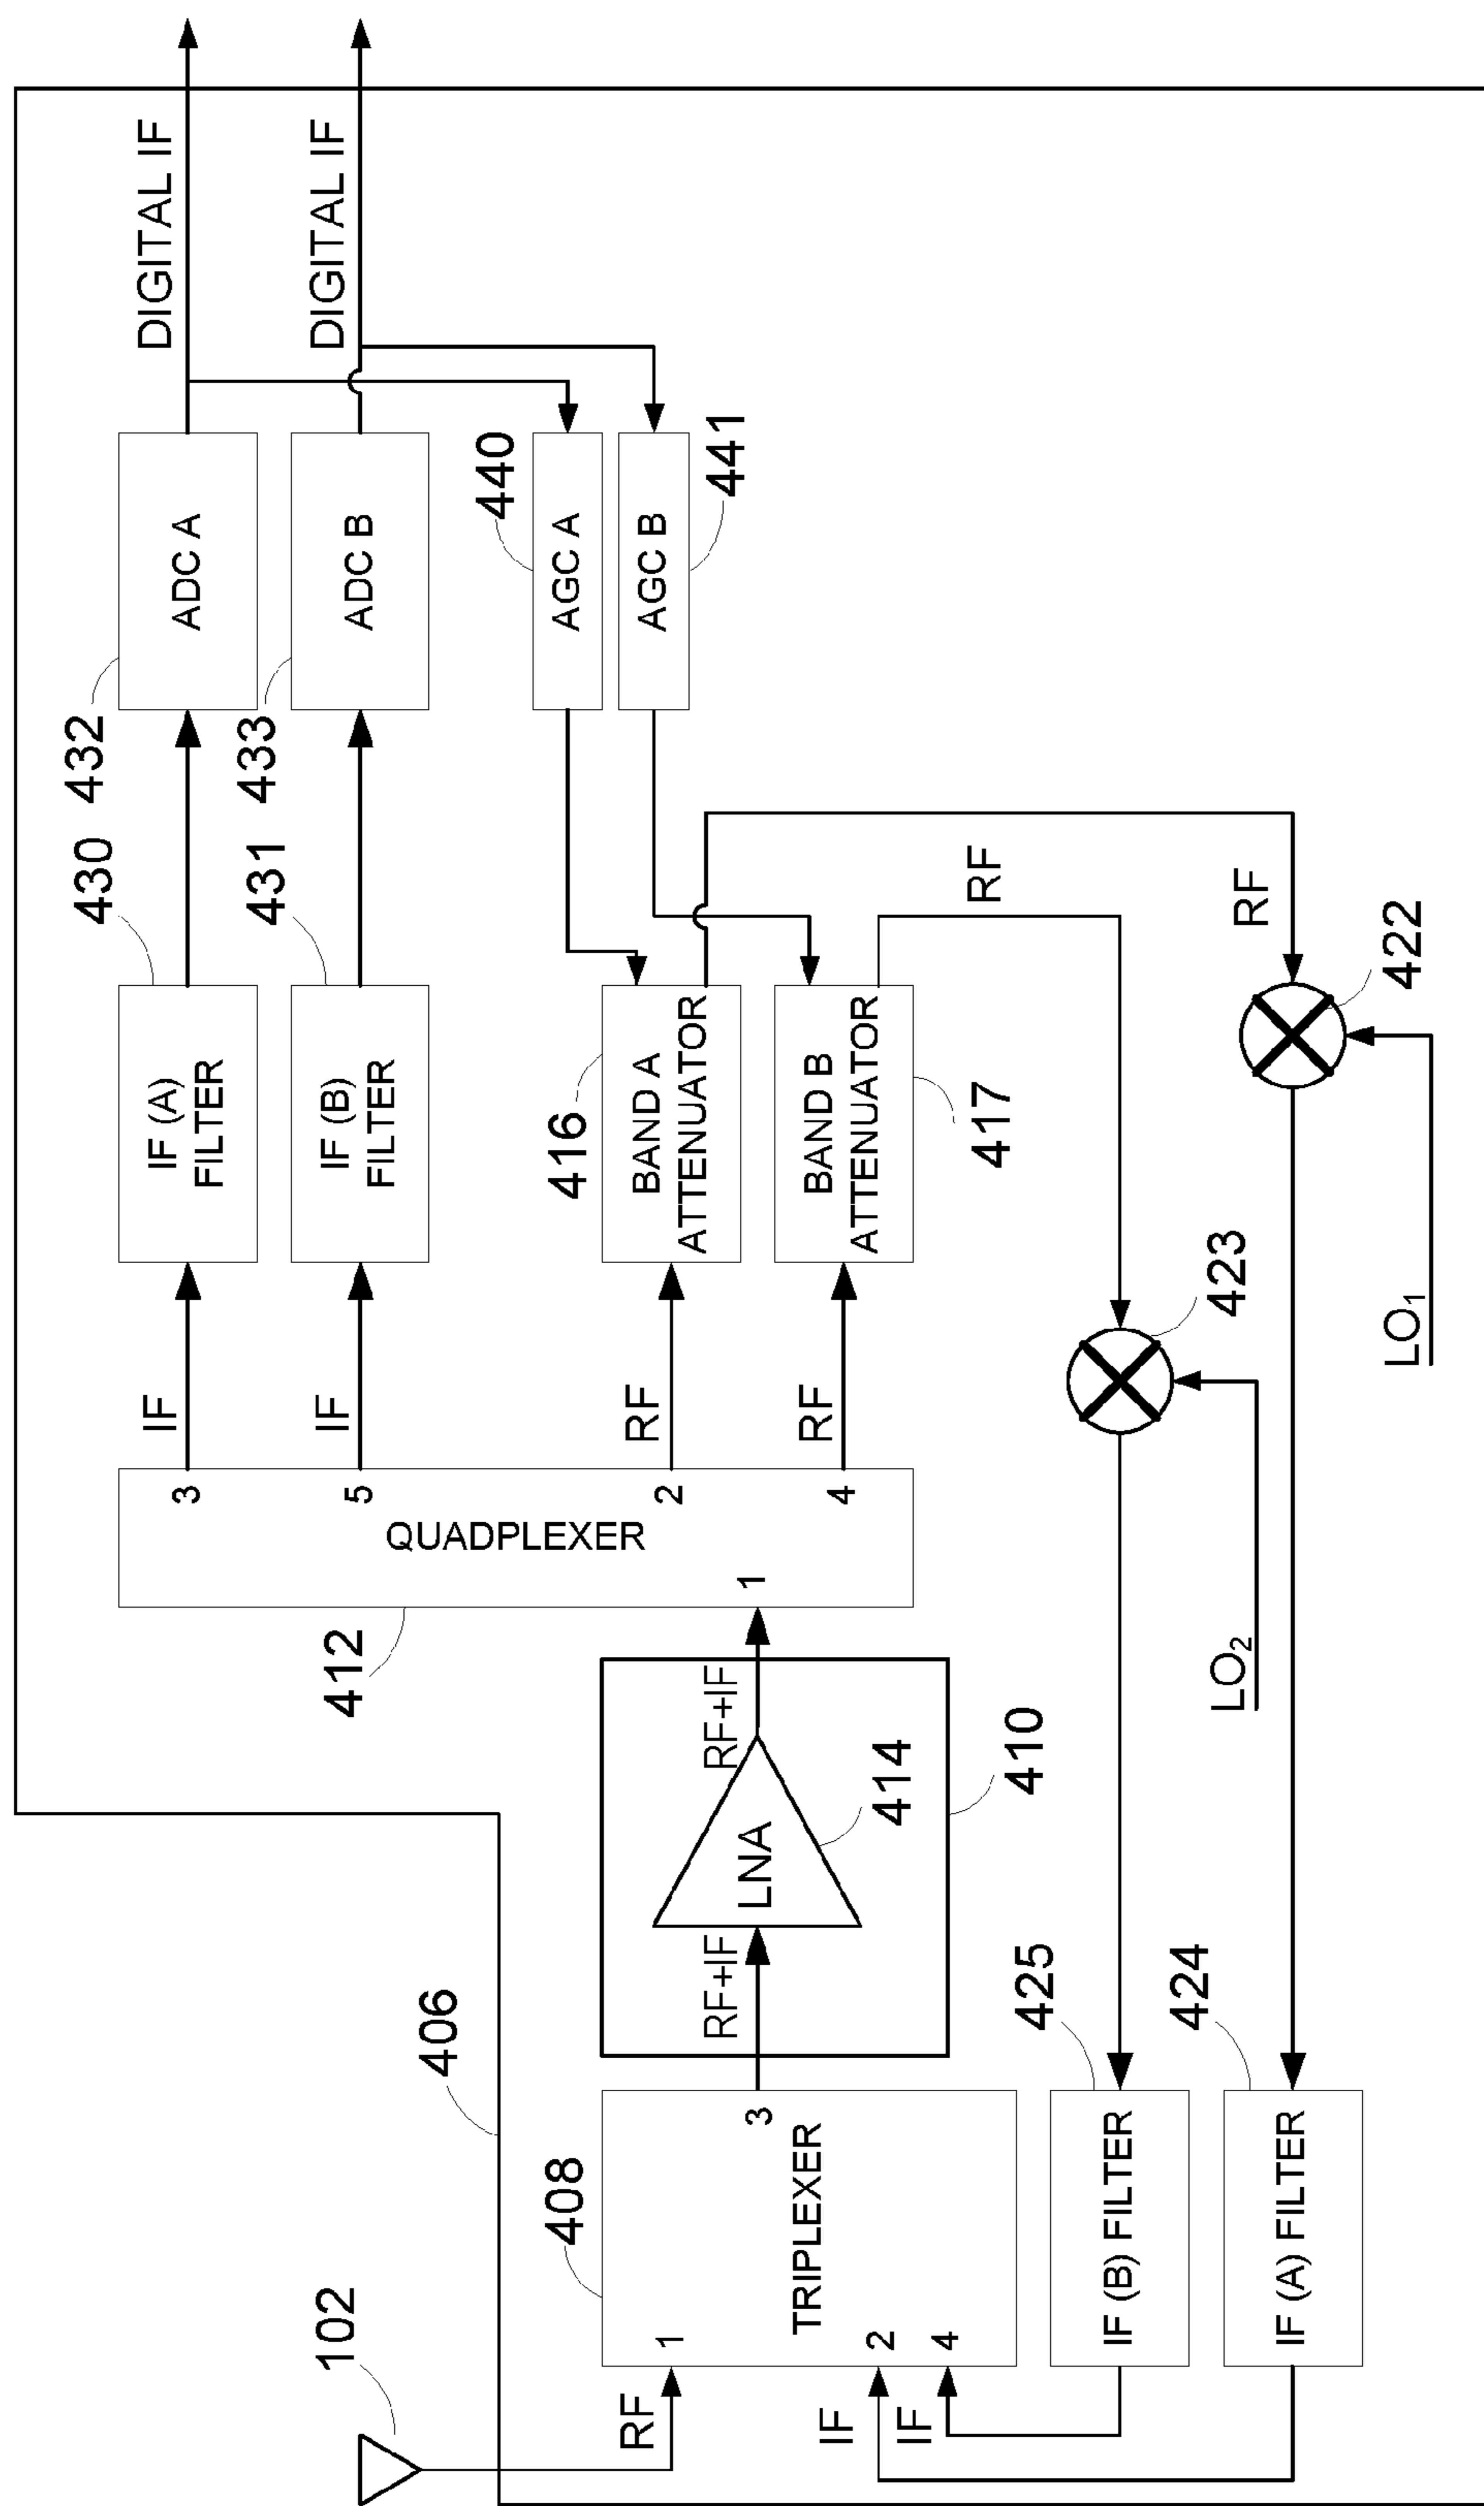 DIGITAL IF
DIGITAL IF
432
ADC A
433
ADC B
440
AGC A
AGC B
441
430
IF (A)
FILTER
431
IF (B)
FILTER
416
BAND A
ATTENUATOR
BAND B
ATTENUATOR
417
RF
RF
422
423
LO1
LO2
IF
IF
RF
RF
3
5
2
4
QUADPLEXER
1
412
RF+IF
LNA
RF+IF
414
410
406
408
3
TRIPLEXER
1
2
4
425
IF (B) FILTER
424
IF (A) FILTER
102
RF
IF
IF